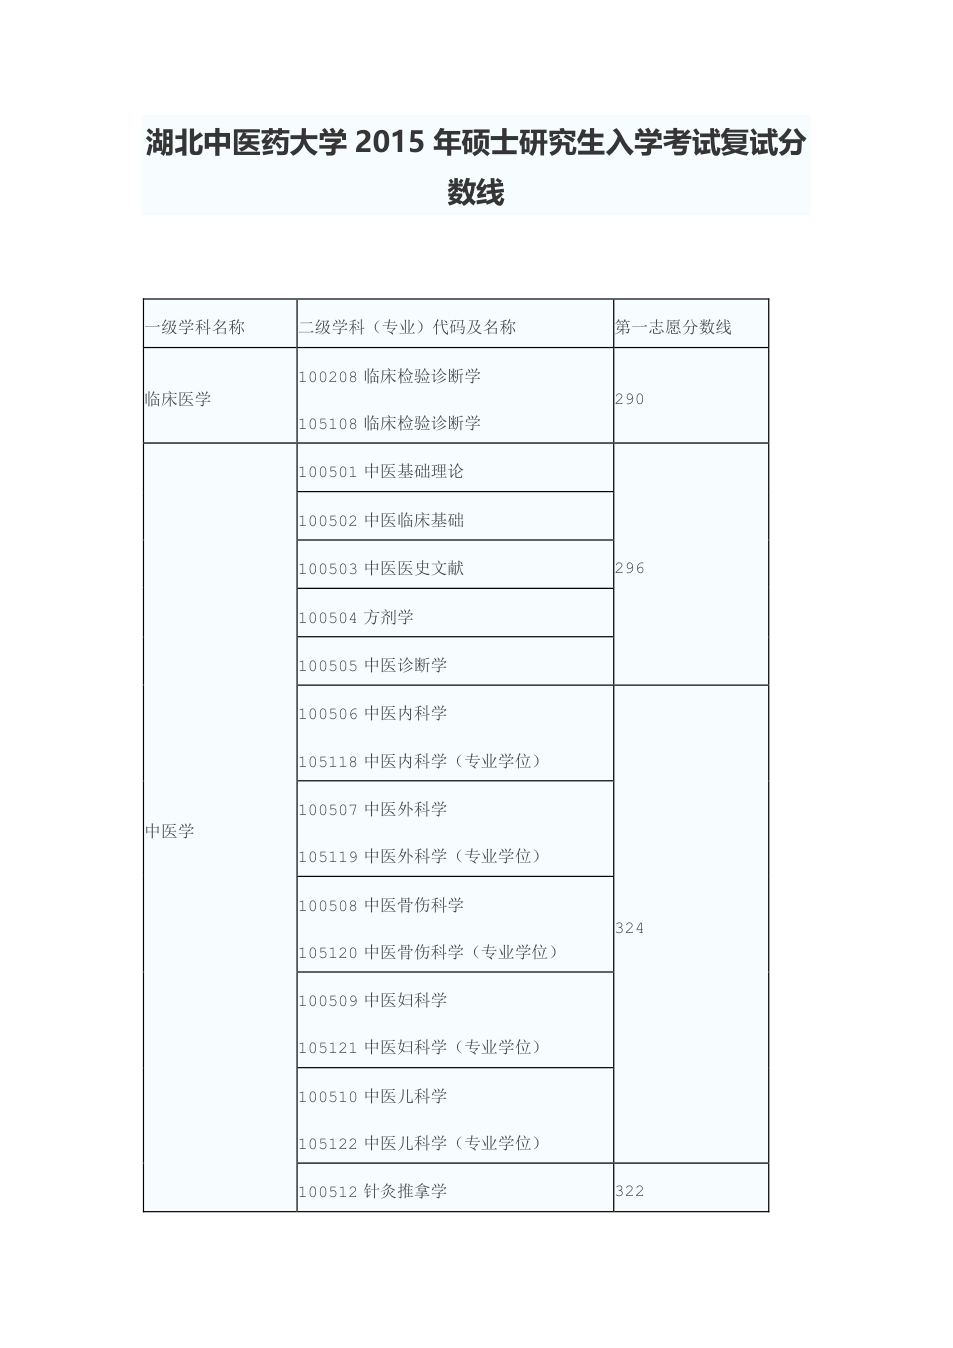 湖北中医药大学 2015 年硕士研究生入学考试复试分
数线
一级学科名称 二级学科（专业）代码及名称 第一志愿分数线
临床医学
100208 临床检验诊断学
105108 临床检验诊断学
290
中医学
100501 中医基础理论
100502 中医临床基础
100503 中医医史文献
100504 方剂学
100505 中医诊断学
296
100506 中医内科学
105118 中医内科学（专业学位）
100507 中医外科学
105119 中医外科学（专业学位）
100508 中医骨伤科学
105120 中医骨伤科学（专业学位）
100509 中医妇科学
105121 中医妇科学（专业学位）
100510 中医儿科学
105122 中医儿科学（专业学位）
324
100512 针灸推拿学
322